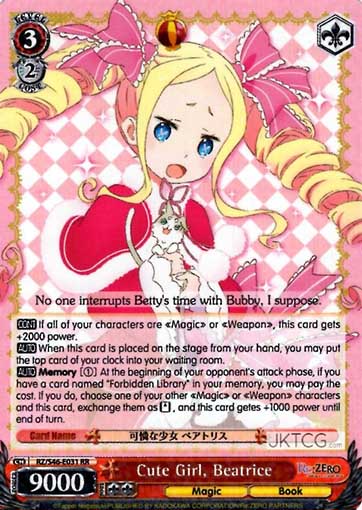 3
2
No one interrupts Betty's time with Bubby, I suppose.
CONT If all of your characters are «Magic» or «Weapon», this card gets
+2000 power.
AUTO When this card is placed on the stage from your hand, you may put
the top card of your clock into your waiting room.
AUTO Memory [(1)] At the beginning of your opponent's attack phase, if you
have a card named "Forbidden Library" in your memory, you may pay the
cost. If you do, choose one of your other «Magic» or «Weapon» characters
and this card, exchange them as [*], and this card gets +1000 power until
end of turn.
Card Name 可憐な少女 ベアトリス
JKTCG.com
RZ/S46-E031 RR
Cute Girl, Beatrice
Re:ZERO
9000
Magic
Book